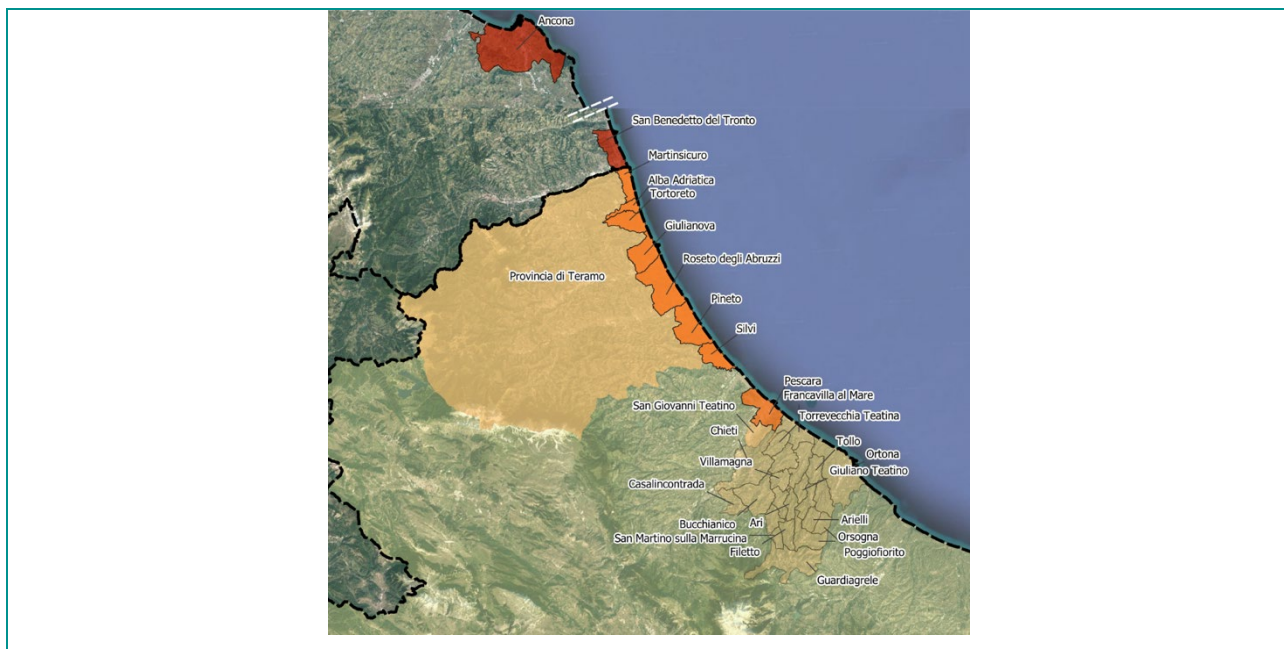 Ancona
San Benedetto del Tronto
Martinsicuro
Alba Adriatica
Tortoreto
Giulianova
Roseto degli Abruzzi
Provincia di Teramo
Pineto
Silvi
Pescara
Francavilla al Mare
San Giovanni Teatino
Torrevecchia Teatina
Chieti
Tollo
Ortona
Villamagna
Giuliano Teatino
Casalincontrada
Bucchianico
Ari
Arielli
San Martino sulla Marrucina
Orsogna
Filetto
Poggiofiorito
Guardiagrele